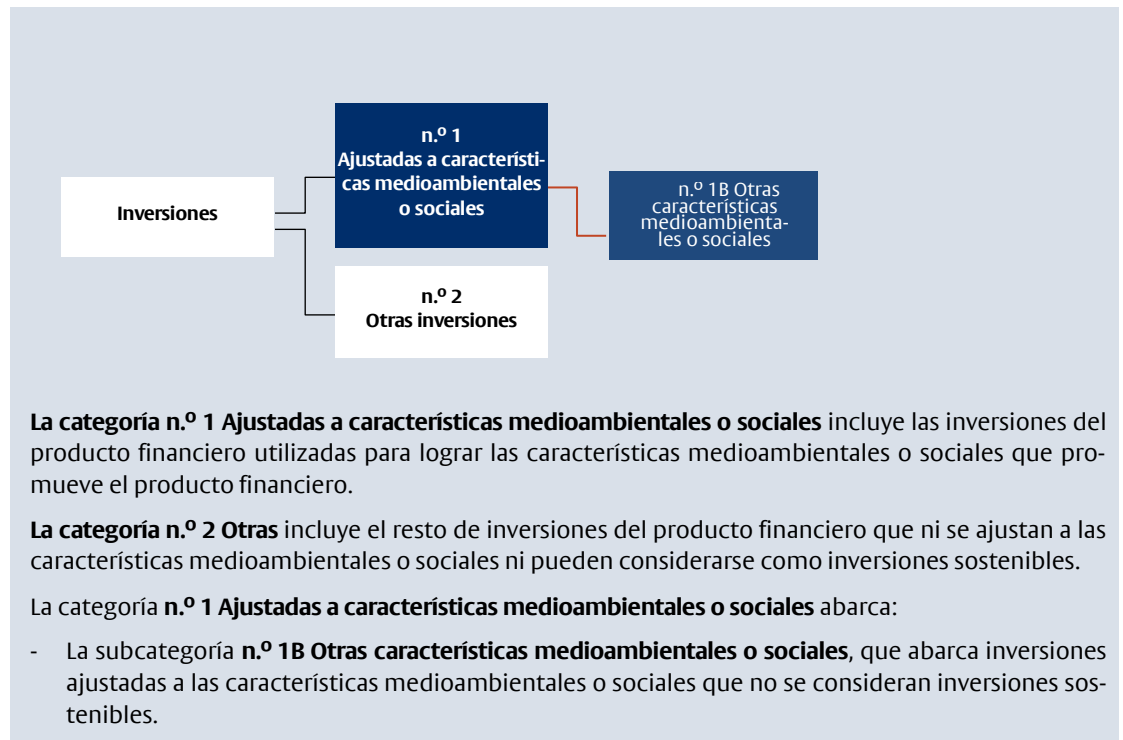 n.º 1
Ajustadas a característi-
cas medioambientales
o sociales
Inversiones
n.º 1B Otras
características
medioambienta-
les o sociales
n.º 2
Otras inversiones
La categoría n.º 1 Ajustadas a características medioambientales o sociales incluye las inversiones del
producto financiero utilizadas para lograr las características medioambientales o sociales que pro-
mueve el producto financiero.
La categoría n.º 2 Otras incluye el resto de inversiones del producto financiero que ni se ajustan a las
características medioambientales o sociales ni pueden considerarse como inversiones sostenibles.
La categoría n.º 1 Ajustadas a características medioambientales o sociales abarca:
- La subcategoría n.º 1B Otras características medioambientales o sociales, que abarca inversiones
ajustadas a las características medioambientales o sociales que no se consideran inversiones sos-
tenibles.